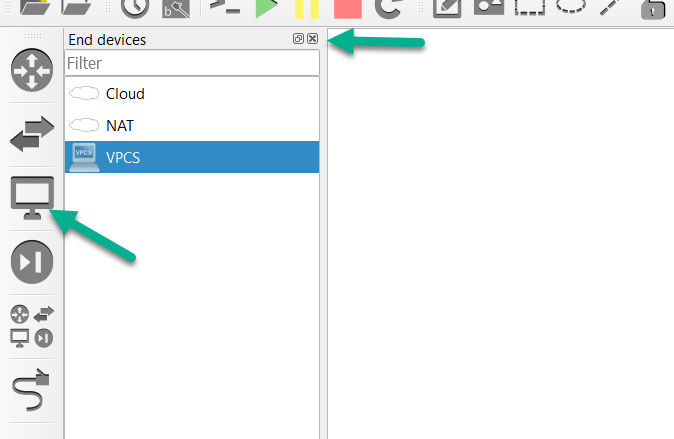 End devices
Filter
Cloud
NAT
VPCS
VPCS